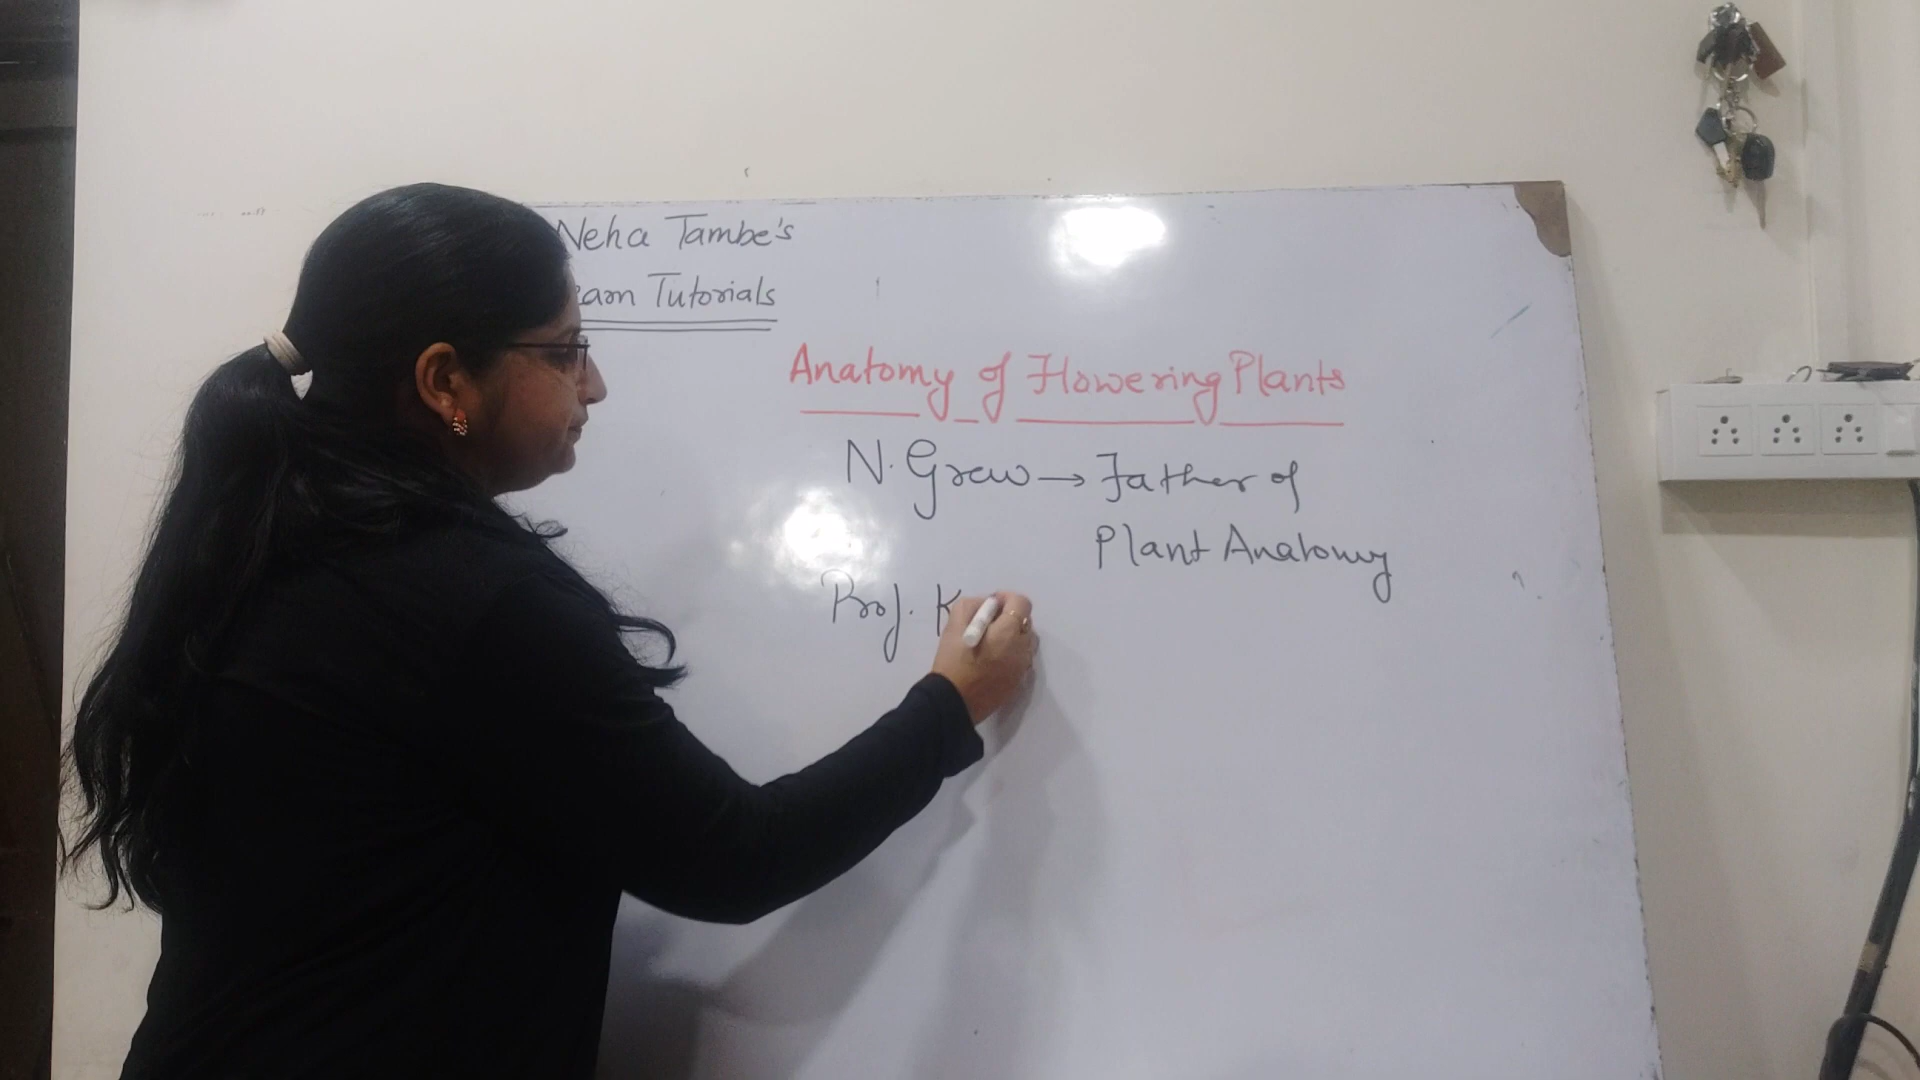 Neha Tambe's
Tutorials
Anatomy of Flowering Plants
N. Grew → Father of
Plant Anatomy
Prof. K